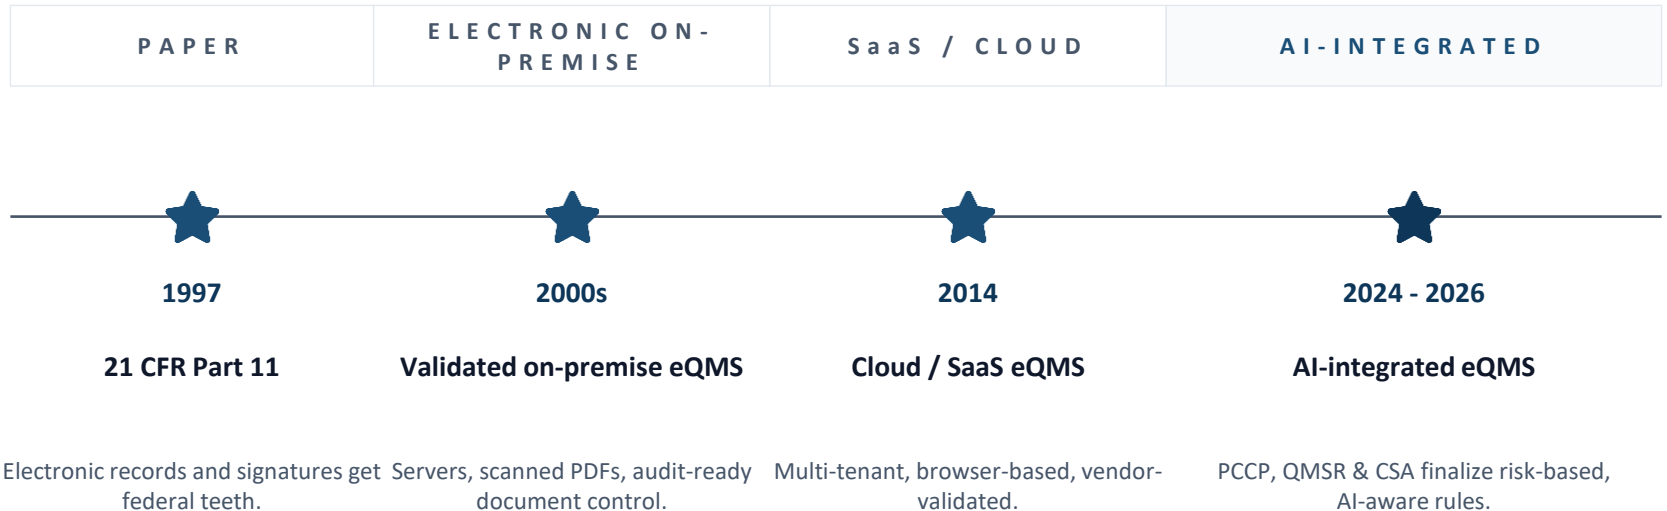 PAPER
ELECTRONIC ON-
PREMISE
SaaS / CLOUD
AI-INTEGRATED
1997
2000s
2014
2024 - 2026
21 CFR Part 11
Validated on-premise eQMS
Cloud / SaaS eQMS
AI-integrated eQMS
Electronic records and signatures get
federal teeth.
Servers, scanned PDFs, audit-ready
document control.
Multi-tenant, browser-based, vendor-
validated.
PCCP, QMSR & CSA finalize risk-based,
AI-aware rules.